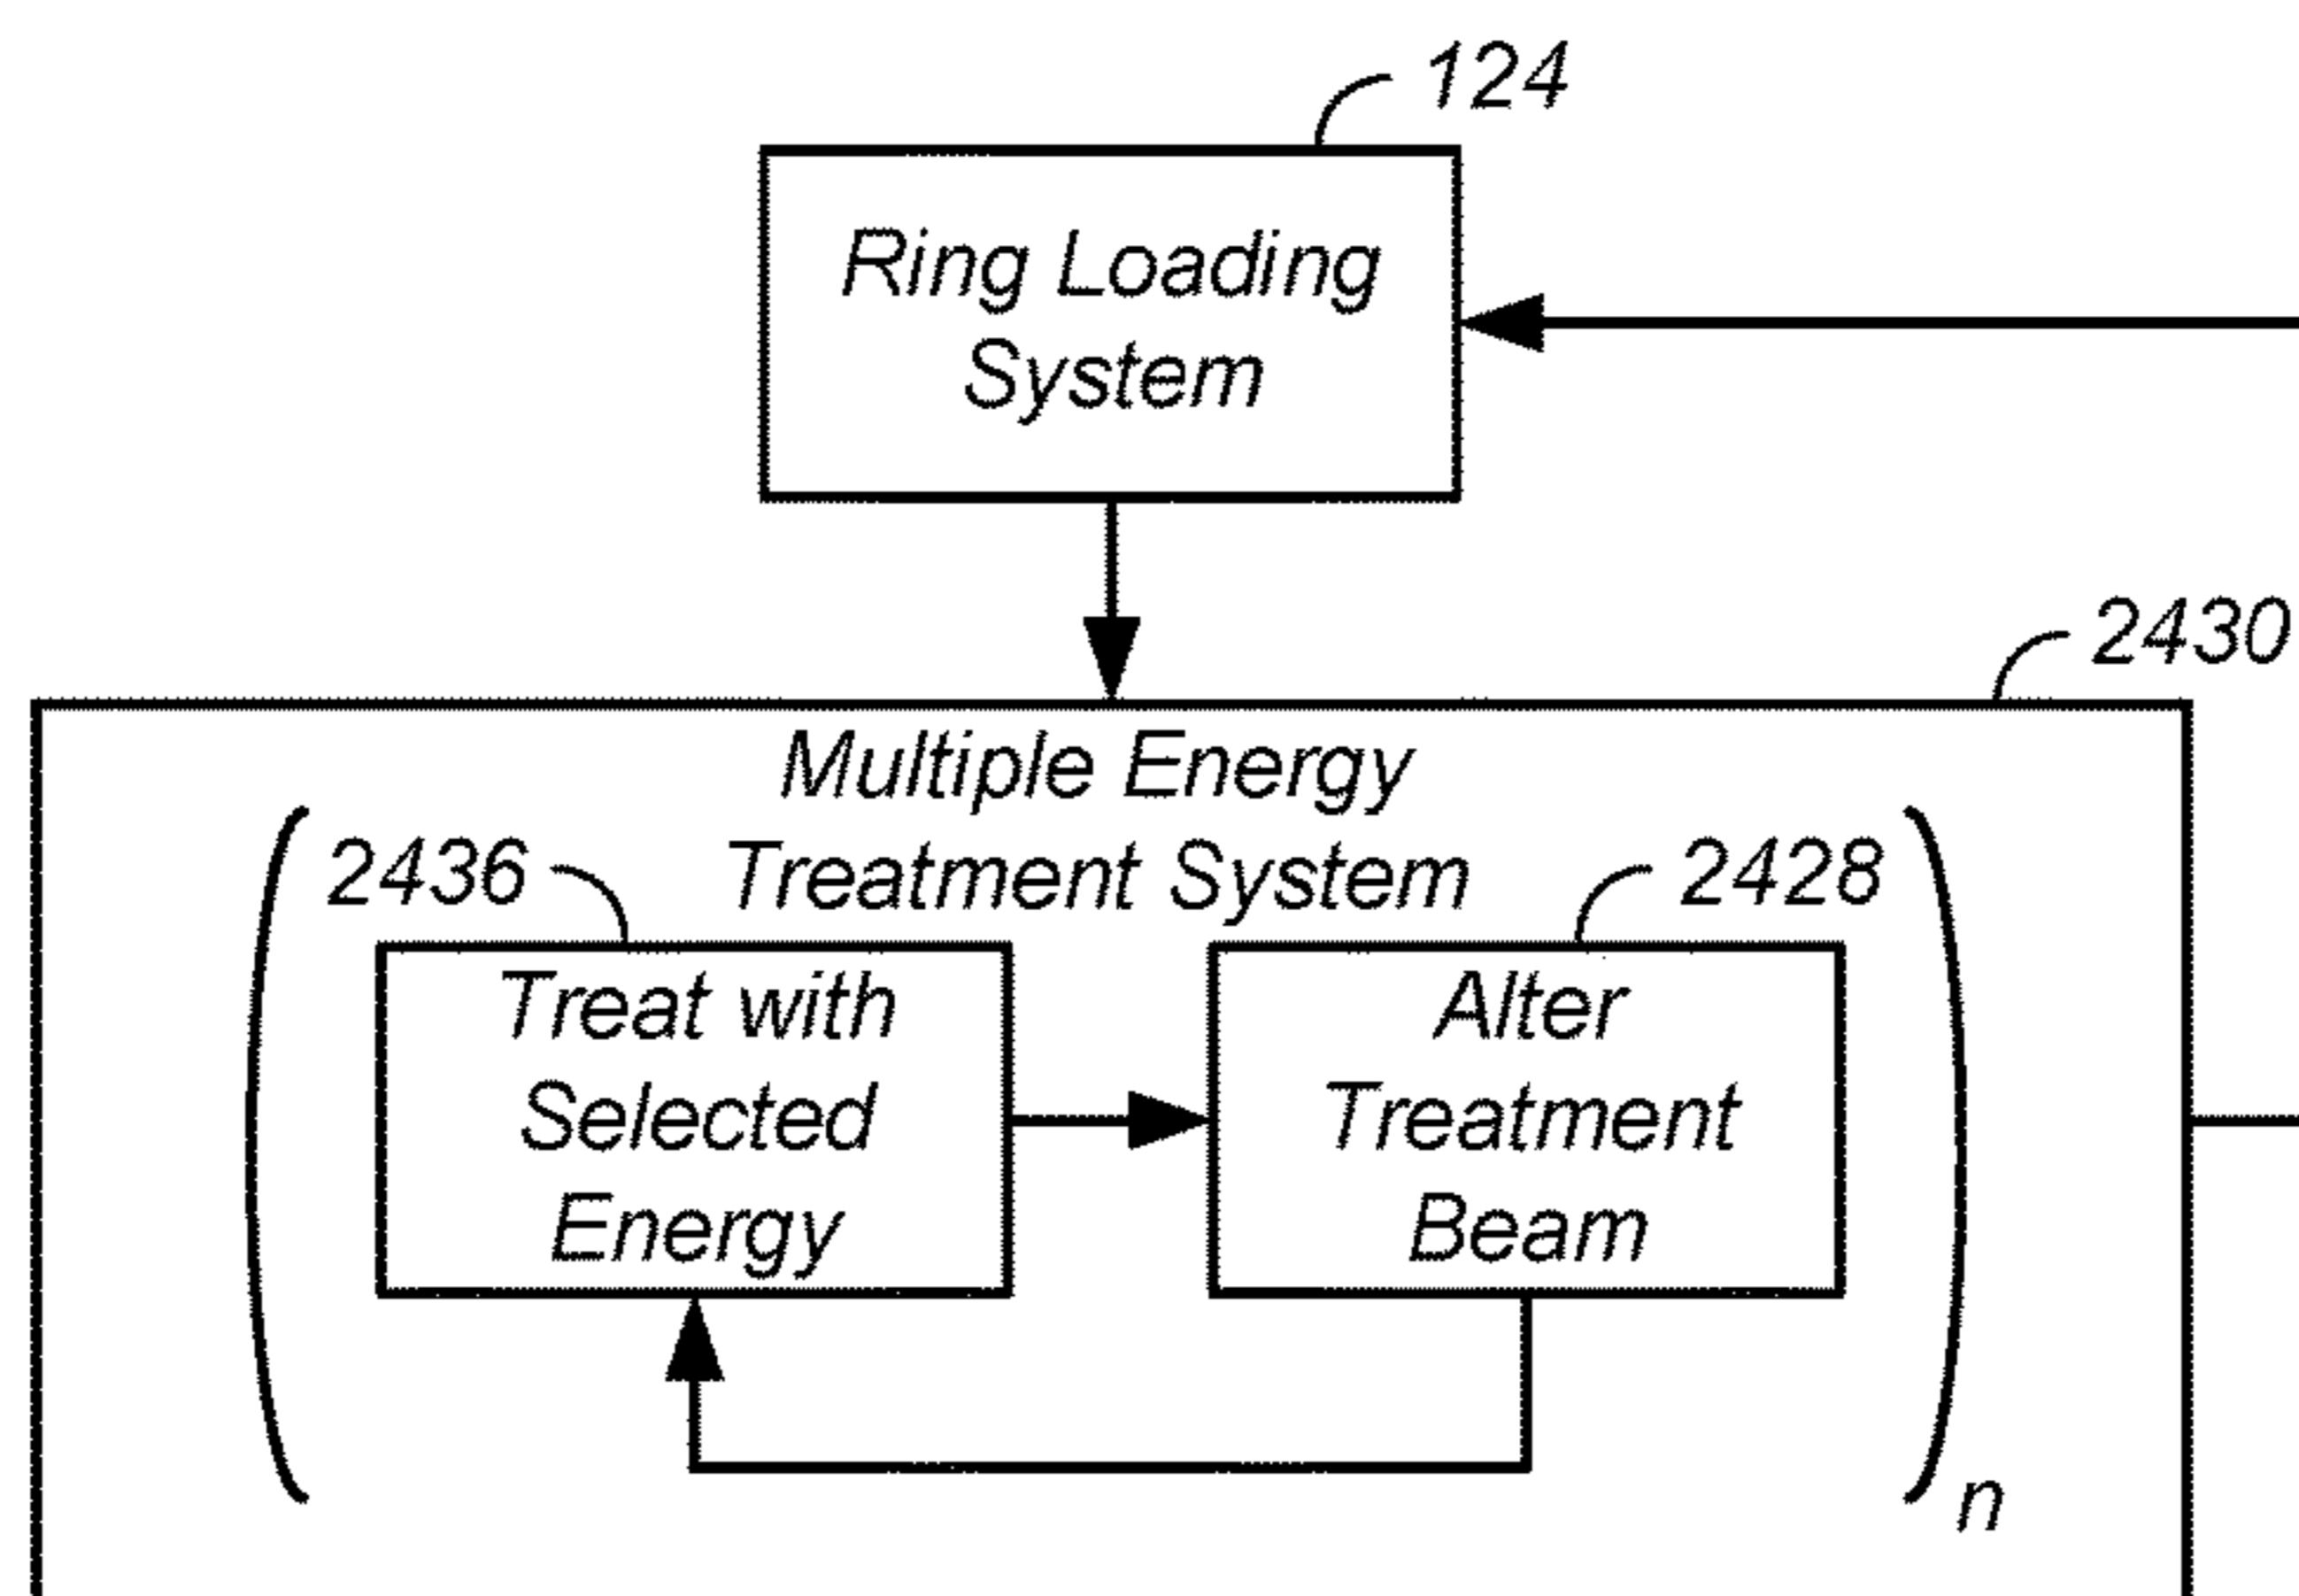 124
Ring Loading
System
2430
Multiple Energy
Treatment System
2436
2428
Treat with
Selected
Energy
Alter
Treatment
Beam
n